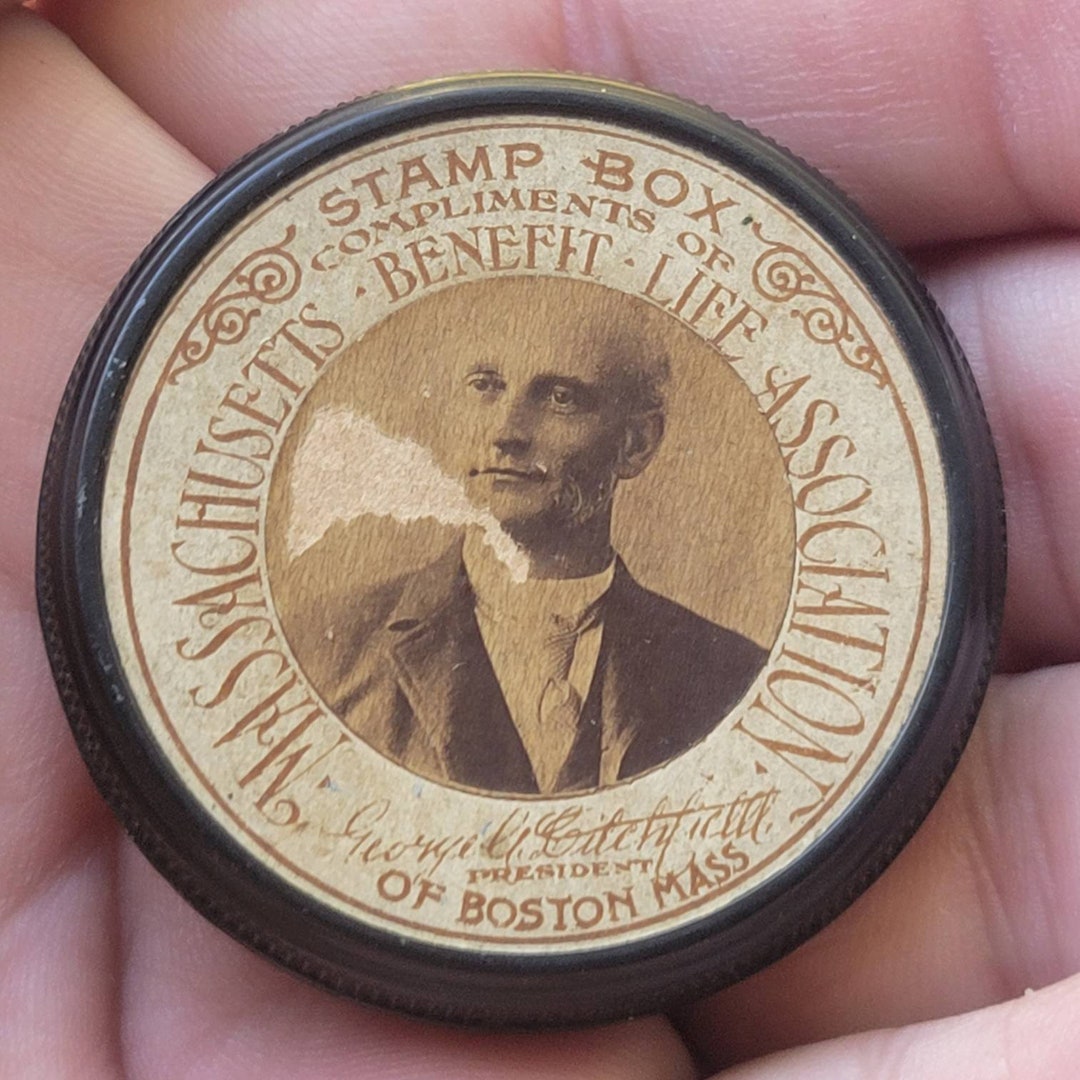 STAMP BOX
COMPLIMENTS OF
MASSACHUSETTS · BENEFIT · LIFE ASSOCIATION
George A. Litchfield.
PRESIDENT
OF BOSTON MASS